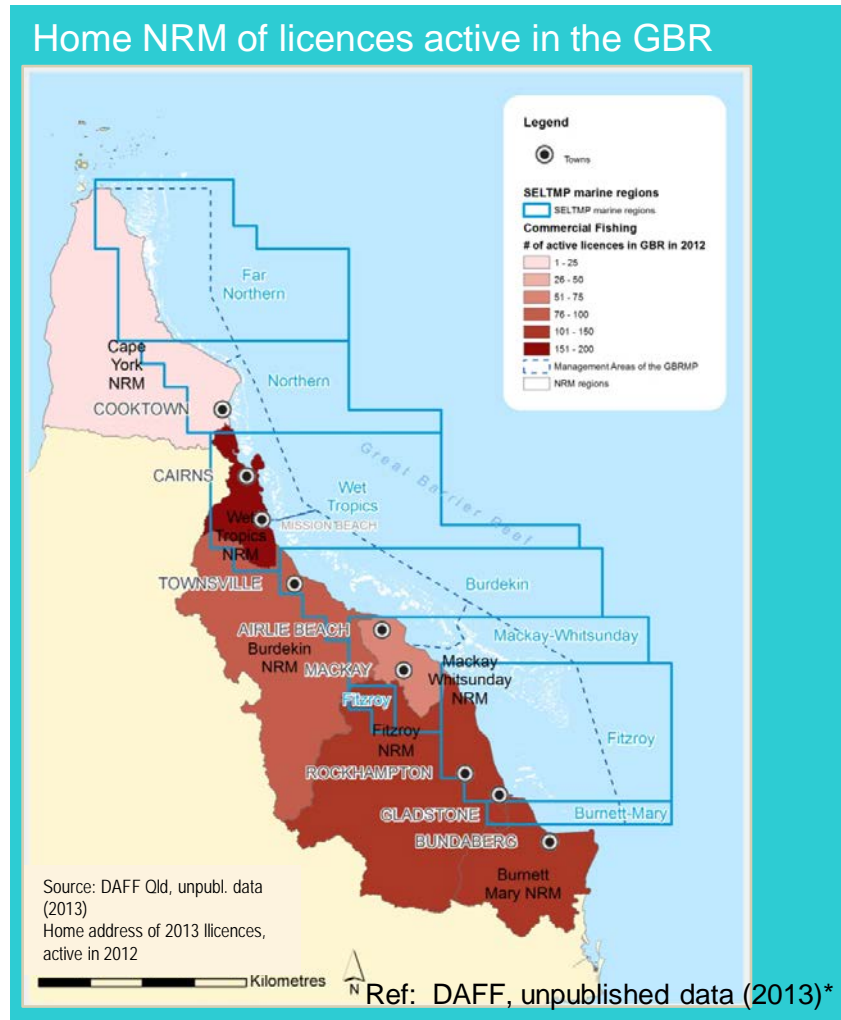 Home NRM of licences active in the GBR
Legend
Towns
SELTMP marine regions
SELTMP marine regions
Commercial Fishing
# of active licences in GBR in 2012
1 - 25
26 - 50
51 - 75
76 - 100
101 - 150
151 - 200
Management Areas of the GBRMP
NRM regions
Far
Northern
Cape
York
NRM
Northern
COOKTOWN
Great Barrier Reef
CAIRNS
Wet
Tropics
Wet
Tropics
NRM
MISSION BEACH
TOWNSVILLE
Burdekin
AIRLIE BEACH
Mackay-Whitsunday
Burdekin
NRM
MACKAY
Mackay
Whitsunday
NRM
Fitzroy
Fitzroy
NRM
Fitzroy
ROCKHAMPTON
GLADSTONE
Burnett-Mary
BUNDABERG
Burnett
Mary NRM
Source: DAFF Qld, unpubl. data
(2013)
Home address of 2013 llicences,
active in 2012
Kilometres
N
Ref: DAFF, unpublished data (2013)*